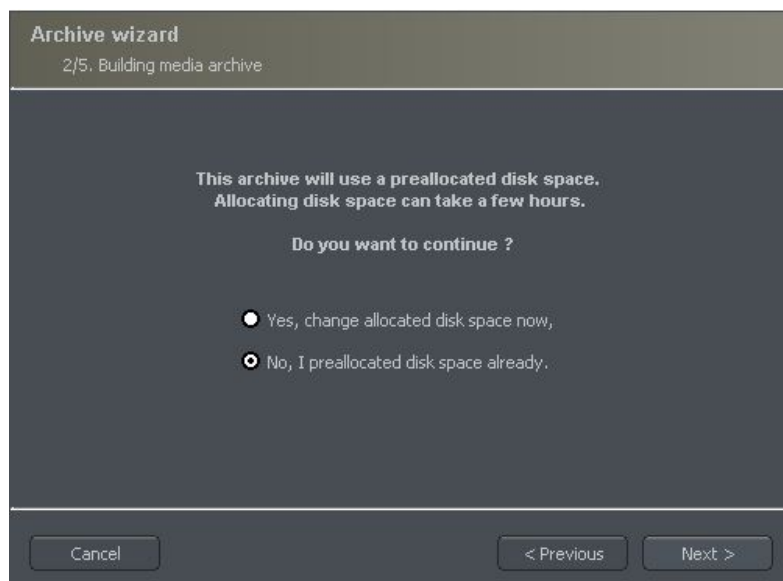 Archive wizard
2/5. Building media archive
This archive will use a preallocated disk space.
Allocating disk space can take a few hours.
Do you want to continue ?
Yes, change allocated disk space now,
No, I preallocated disk space already.
Cancel
< Previous
Next >